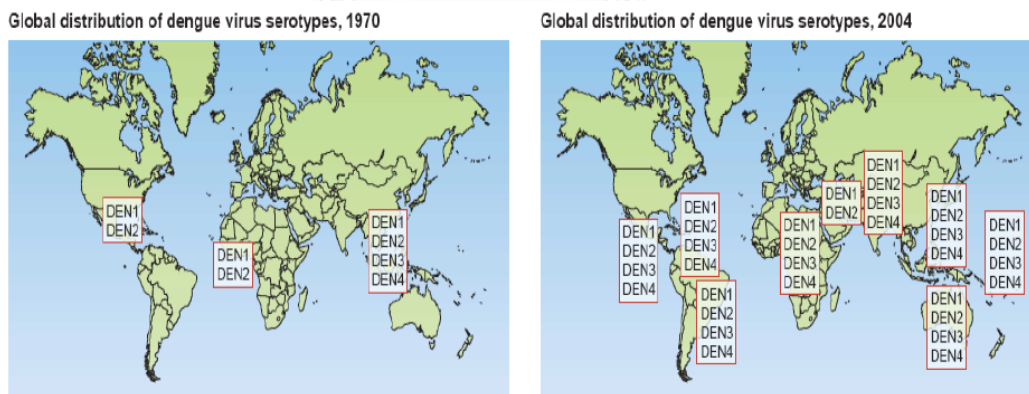 Global distribution of dengue virus serotypes, 1970
DEN1
DEN2
DEN1
DEN2
DEN1
DEN2
DEN3
DEN4
Global distribution of dengue virus serotypes, 2004
DEN1
DEN2
DEN3
DEN4
DEN1
DEN2
DEN3
DEN4
DEN1
DEN2
DEN3
DEN4
DEN1
DEN2
DEN3
DEN4
DEN1
DEN2
DEN1
DEN2
DEN3
DEN4
DEN1
DEN2
DEN3
DEN4
DEN1
DEN2
DEN3
DEN4
DEN1
DEN2
DEN3
DEN4